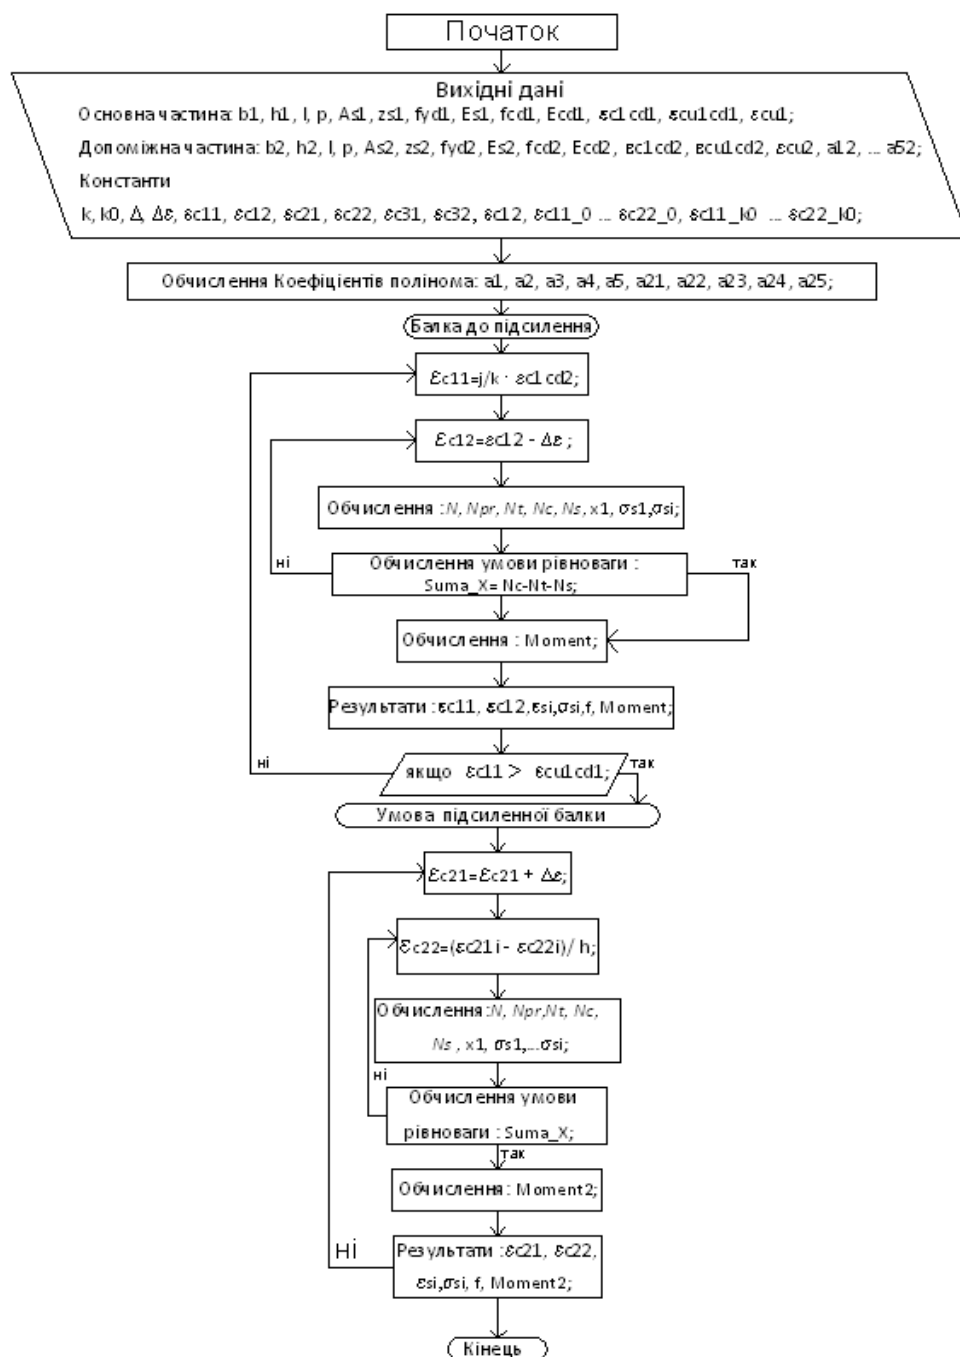 Початок
Вихідні дані
Основна частина: b1, h1, l, p, As1, zs1, fyd1, Es1, fcd1, Ecd1, εc1cd1, εcu1cd1, εcu1;
Допоміжна частина: b2, h2, l, p, As2, zs2, fyd2, Es2, fcd2, Ecd2, εc1cd2, εcu1cd2, εcu2, a12, ... a52;
Константи
k, k0, Δ, Δε, εc11, εc12, εc21, εc22, εc31, εc32, εc12, εc11_0 ... εc22_0, εc11_k0 ... εc22_k0;
Обчислення Коефіцієнтів полінома: a1, a2, a3, a4, a5, a21, a22, a23, a24, a25;
Балка до підсилення
εc11=j/k · εc1cd2;
εc12=εc12 - Δε ;
Обчислення :N, Npr, Nt, Nc, Ns, x1, σs1,σsi;
ні
Обчислення умови рівноваги :
так
Suma_X= Nc-Nt-Ns;
Обчислення : Moment;
Результати :εc11, εc12,εsi,σsi,f, Moment;
ні
якщо εc11 > εcu1cd1;
так
Умова підсиленної балки
εc21=εc21 + Δε;
εc22=(εc21i - εc22i)/ h;
Обчислення:N, Npr,Nt, Nc,
Ns , x1, σs1,...σsi;
ні
Обчислення умови
рівноваги : Suma_X;
так
Обчислення: Moment2;
ні
Результати :εc21, εc22,
εsi,σsi, f, Moment2;
Кінець